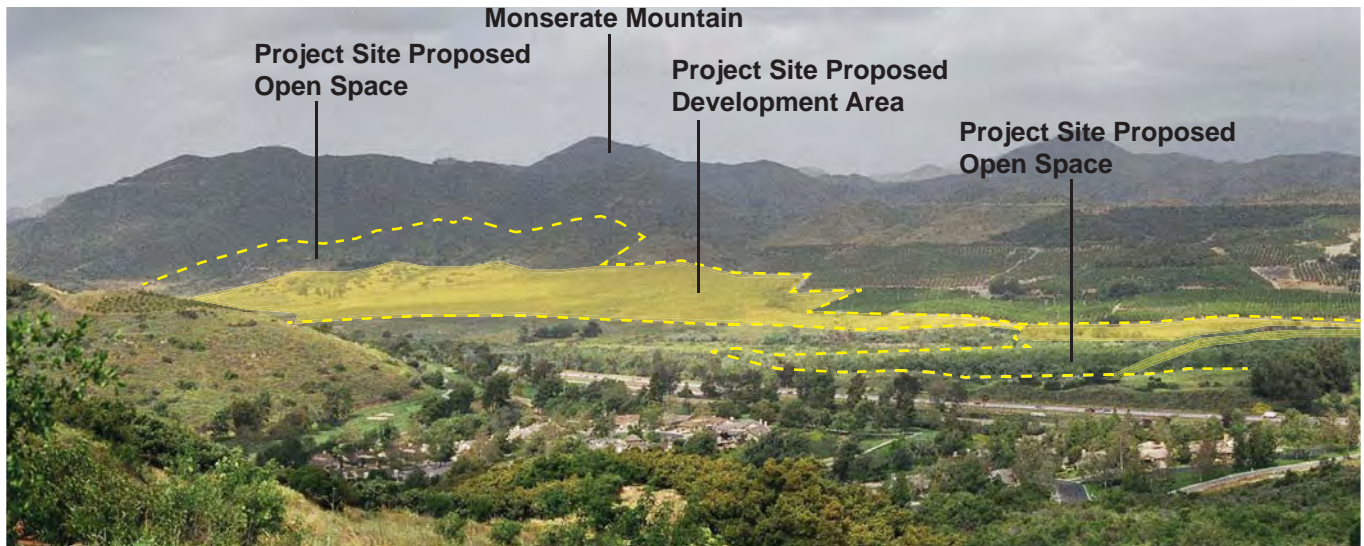 Monserate Mountain
Project Site Proposed
Open Space
Project Site Proposed
Development Area
Project Site Proposed
Open Space